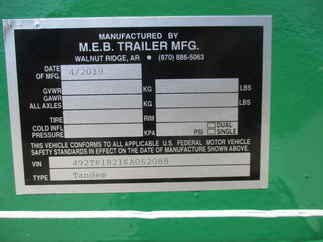 MANUFACTURED BY
M.E.B. TRAILER MFG.
WALNUT RIDGE, AR • (870) 886-5063
DATE OF MFG. 4/2019
GVWR KG LBS
GAWR ALL AXLES KG LBS
TIRE RIM
COLD INFL PRESSURE KPA PSI DUAL SINGLE
THIS VEHICLE CONFORMS TO ALL APPLICABLE U.S. FEDERAL MOTOR VEHICLE
SAFETY STANDARDS IN EFFECT ON THE DATE OF MANUFACTURE SHOWN ABOVE.
VIN
TYPE Tandem